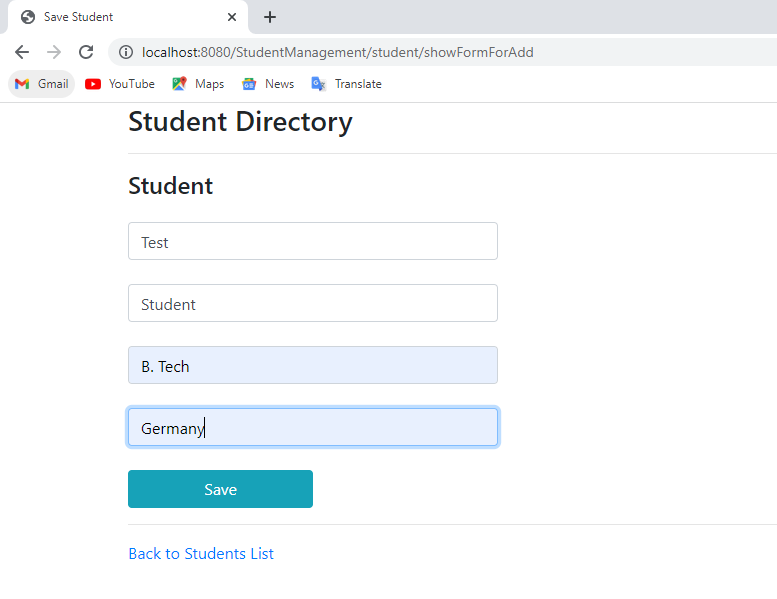 Save Student
localhost:8080/StudentManagement/student/showFormForAdd
Gmail YouTube Maps News Translate
Student Directory
Student
Test
Student
B. Tech
Germany
Save
Back to Students List